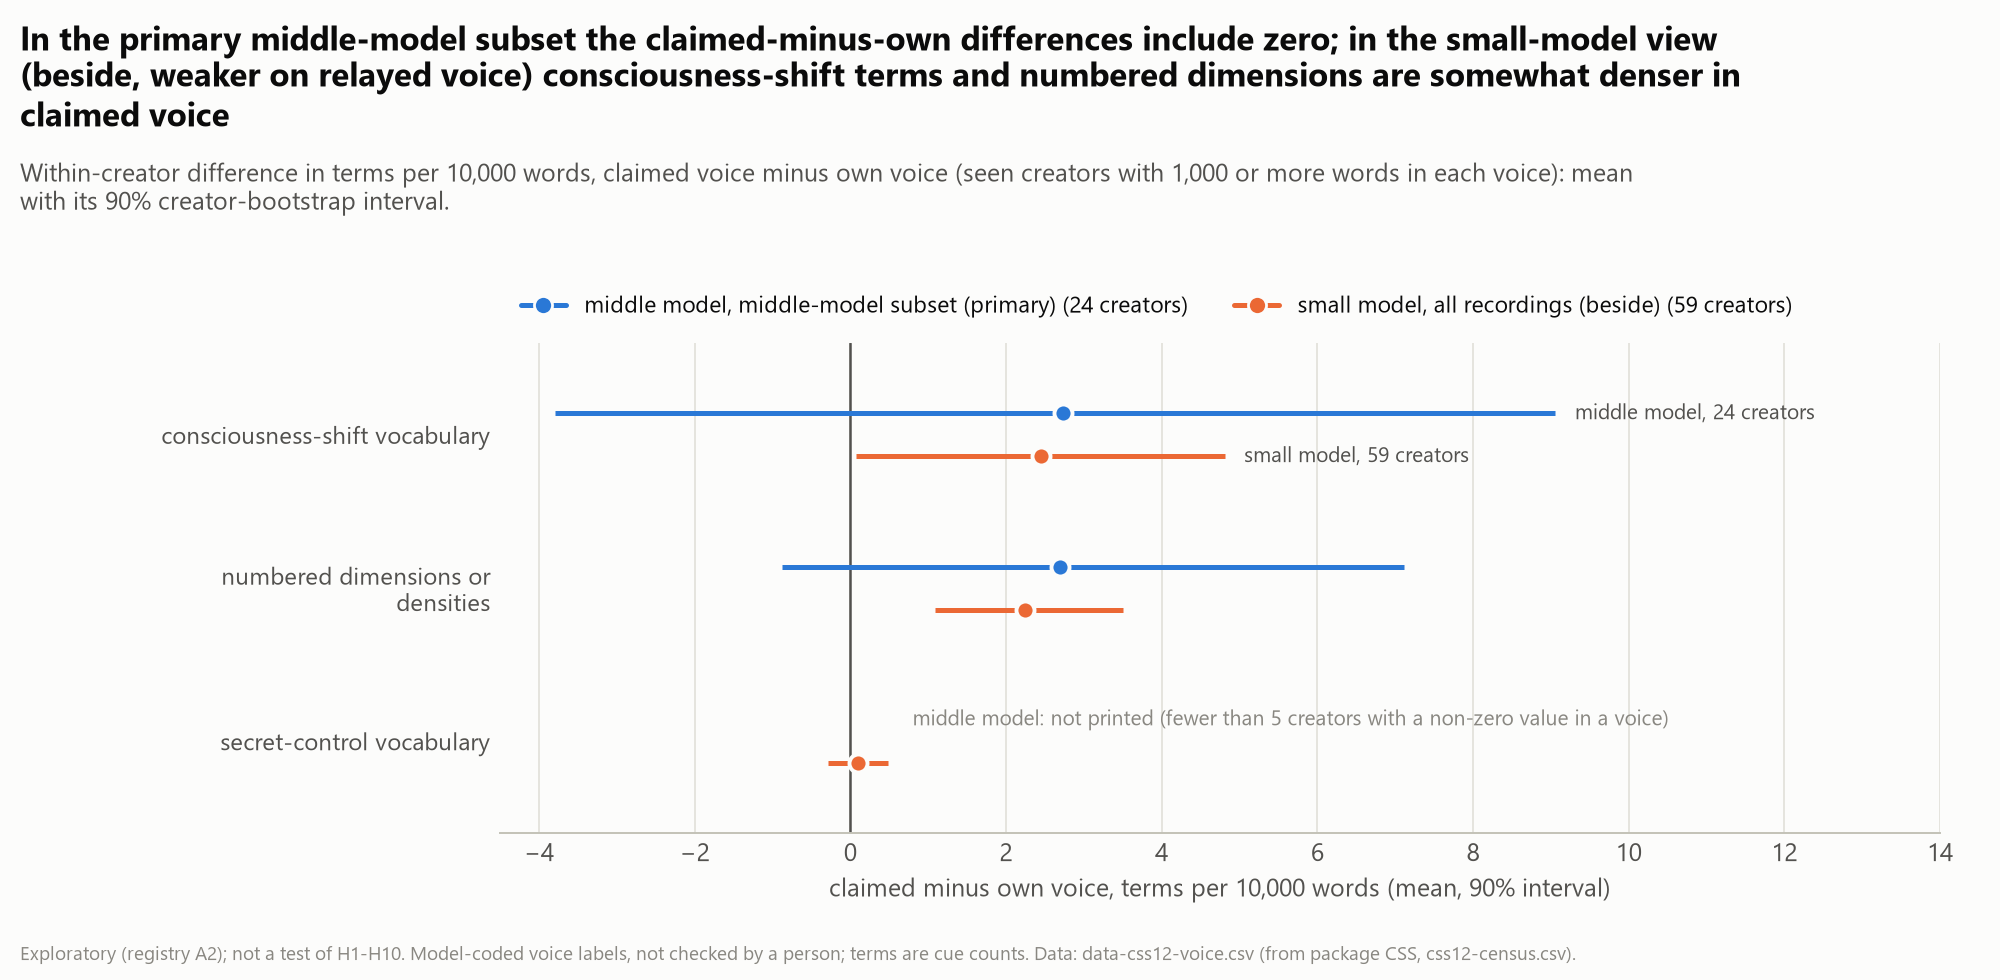 In the primary middle-model subset the claimed-minus-own differences include zero; in the small-model view
(beside, weaker on relayed voice) consciousness-shift terms and numbered dimensions are somewhat denser in
claimed voice
Within-creator difference in terms per 10,000 words, claimed voice minus own voice (seen creators with 1,000 or more words in each voice): mean
with its 90% creator-bootstrap interval.
middle model, middle-model subset (primary) (24 creators)
small model, all recordings (beside) (59 creators)
middle model, 24 creators
consciousness-shift vocabulary
small model, 59 creators
numbered dimensions or
densities
middle model: not printed (fewer than 5 creators with a non-zero value in a voice)
secret-control vocabulary
−4 −2 0 2 4 6 8 10 12 14
claimed minus own voice, terms per 10,000 words (mean, 90% interval)
Exploratory (registry A2); not a test of H1-H10. Model-coded voice labels, not checked by a person; terms are cue counts. Data: data-css12-voice.csv (from package CSS, css12-census.csv).